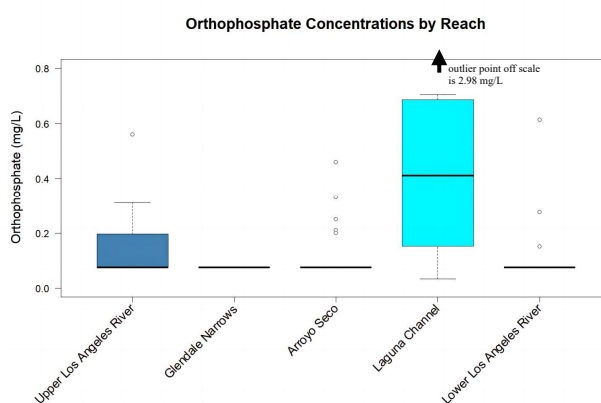 Orthophosphate Concentrations by Reach
outlier point off scale
is 2.98 mg/L
Orthophosphate (mg/L)
0.8
0.6
0.4
0.2
0.0
Upper Los Angeles River
Glendale Narrows
Arroyo Seco
Laguna Channel
Lower Los Angeles River